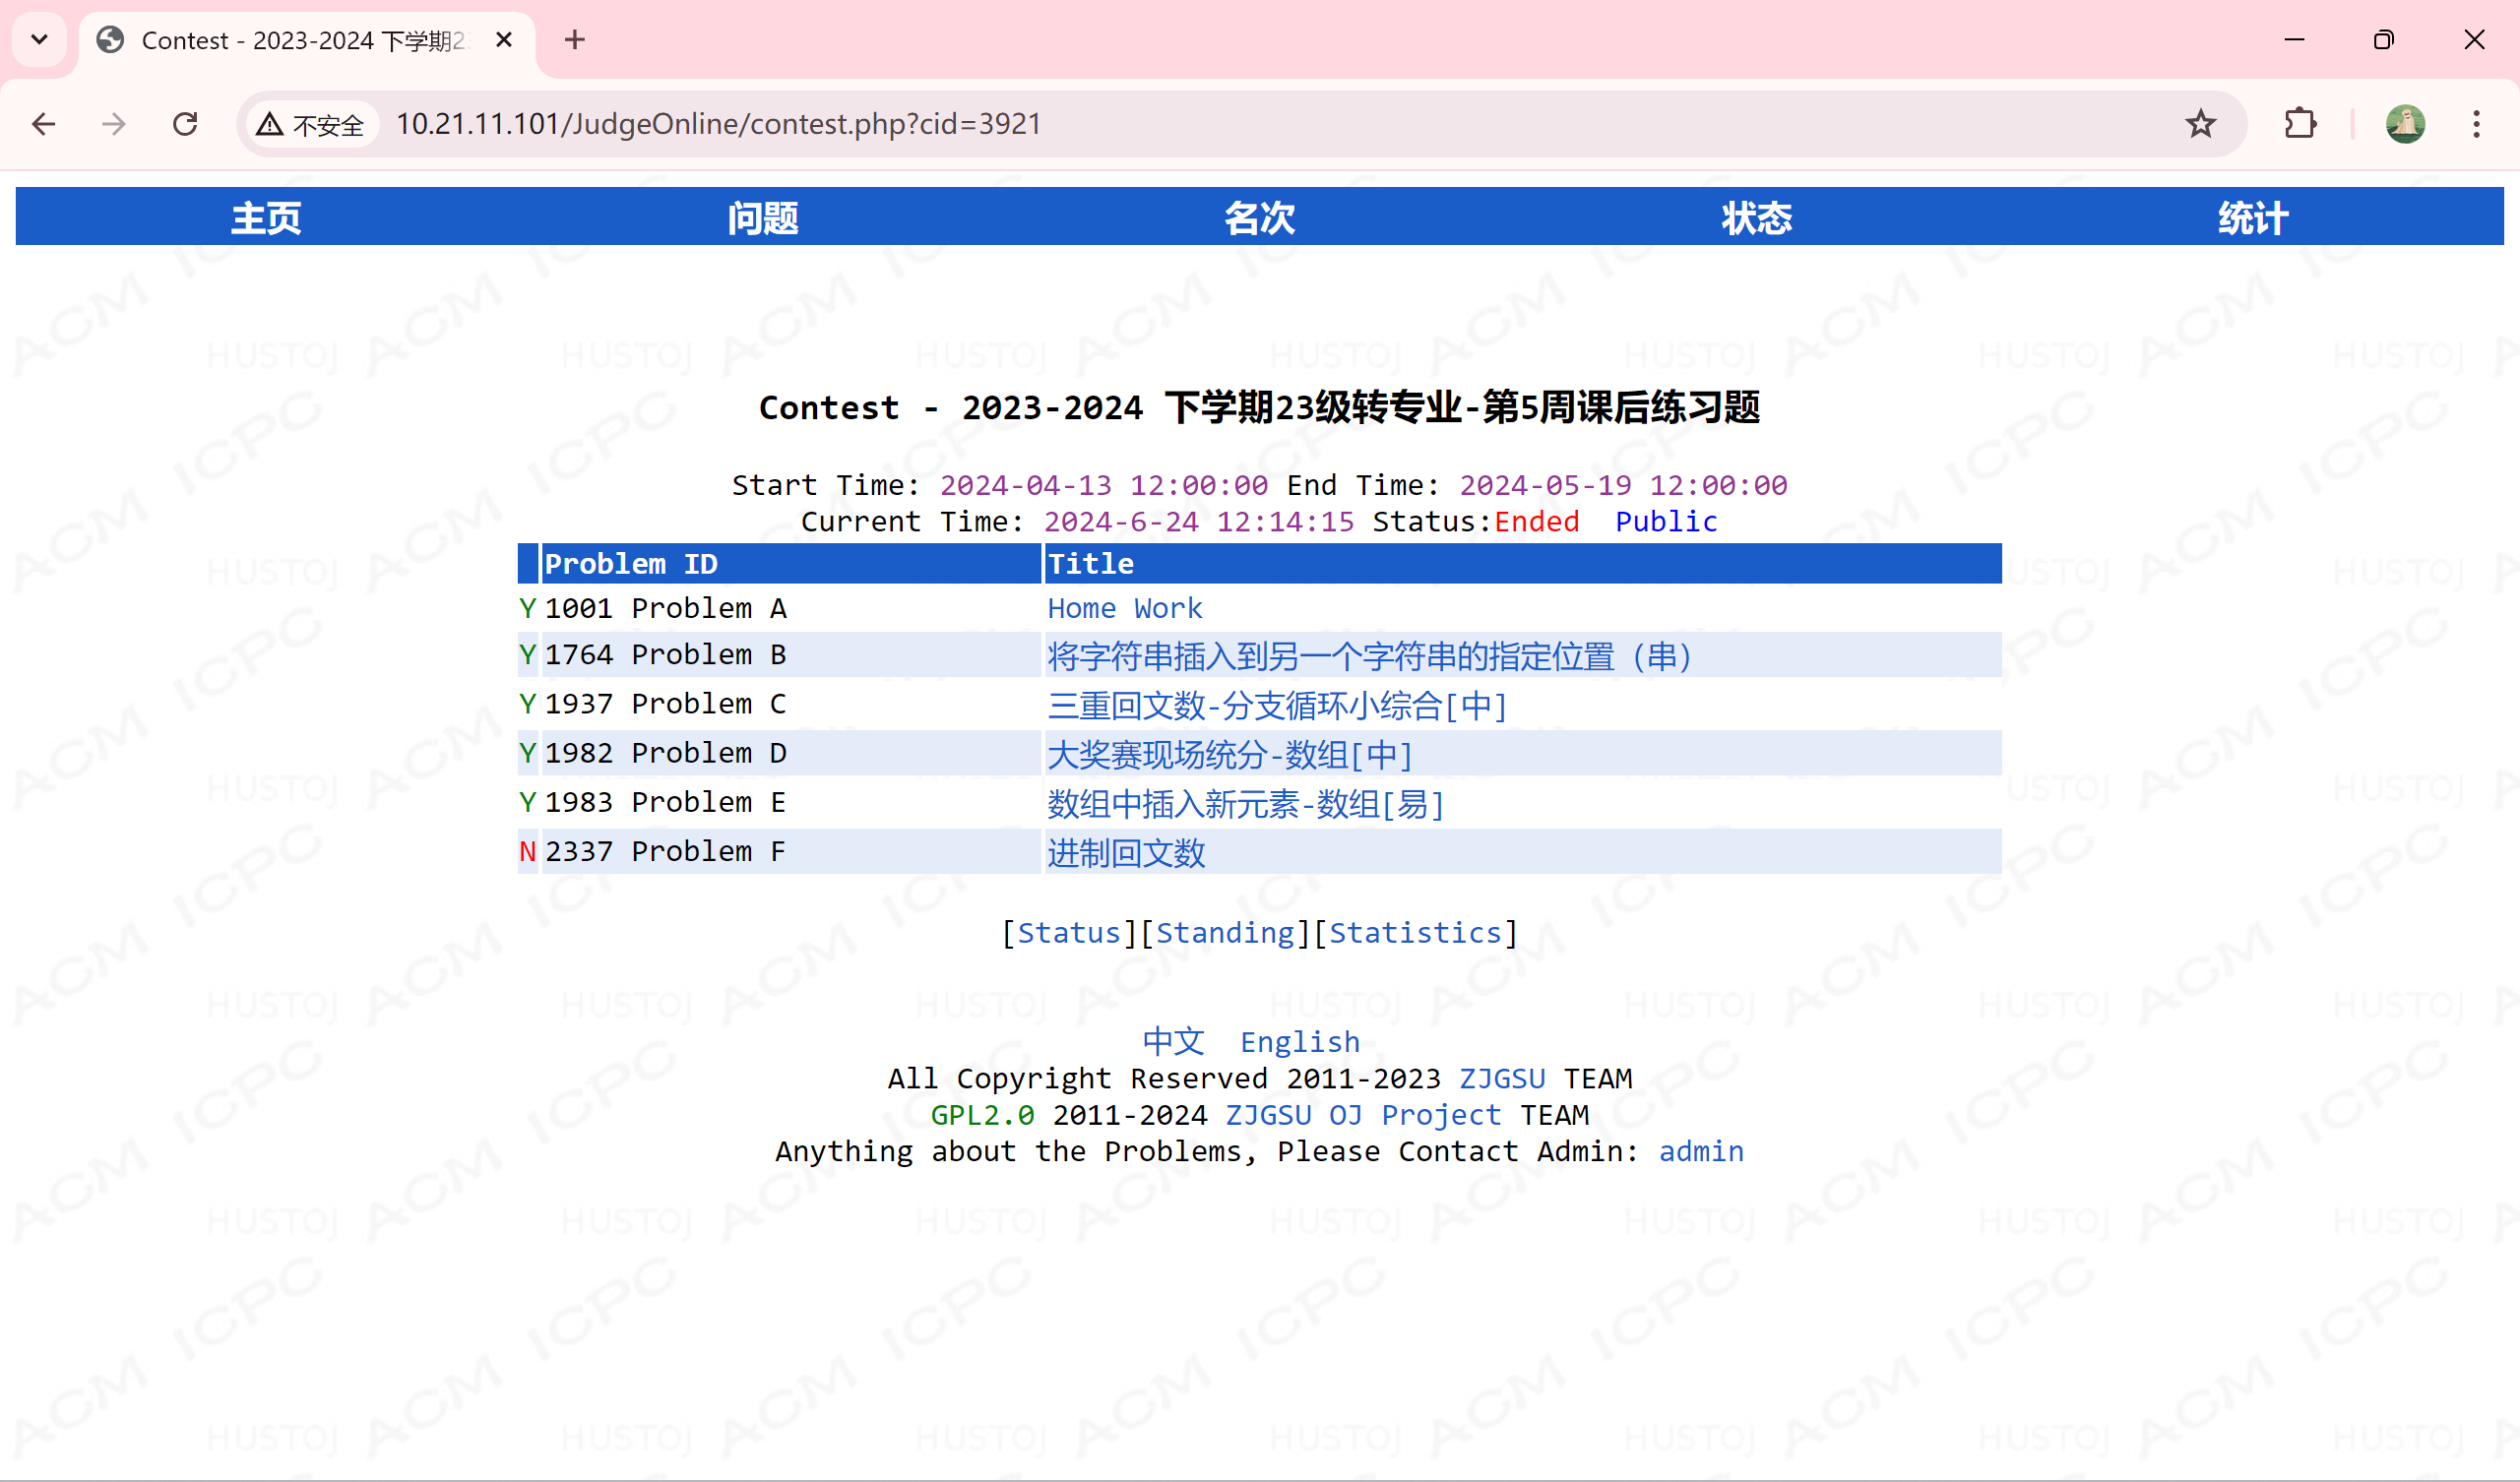 Contest - 2023-2024 下学期2
不安全 10.21.11.101/JudgeOnline/contest.php?cid=3921
主页 问题 名次 状态 统计
Contest - 2023-2024 下学期23级转专业-第5周课后练习题
Start Time: 2024-04-13 12:00:00 End Time: 2024-05-19 12:00:00
Current Time: 2024-6-24 12:14:15 Status:Ended Public
Problem ID Title
Y 1001 Problem A Home Work
Y 1764 Problem B 将字符串插入到另一个字符串的指定位置（串）
Y 1937 Problem C 三重回文数-分支循环小综合[中]
Y 1982 Problem D 大奖赛现场统分-数组[中]
Y 1983 Problem E 数组中插入新元素-数组[易]
N 2337 Problem F 进制回文数
[Status][Standing][Statistics]
中文 English
All Copyright Reserved 2011-2023 ZJGSU TEAM
GPL2.0 2011-2024 ZJGSU OJ Project TEAM
Anything about the Problems, Please Contact Admin: admin
ACM ICPC HUSTOJ